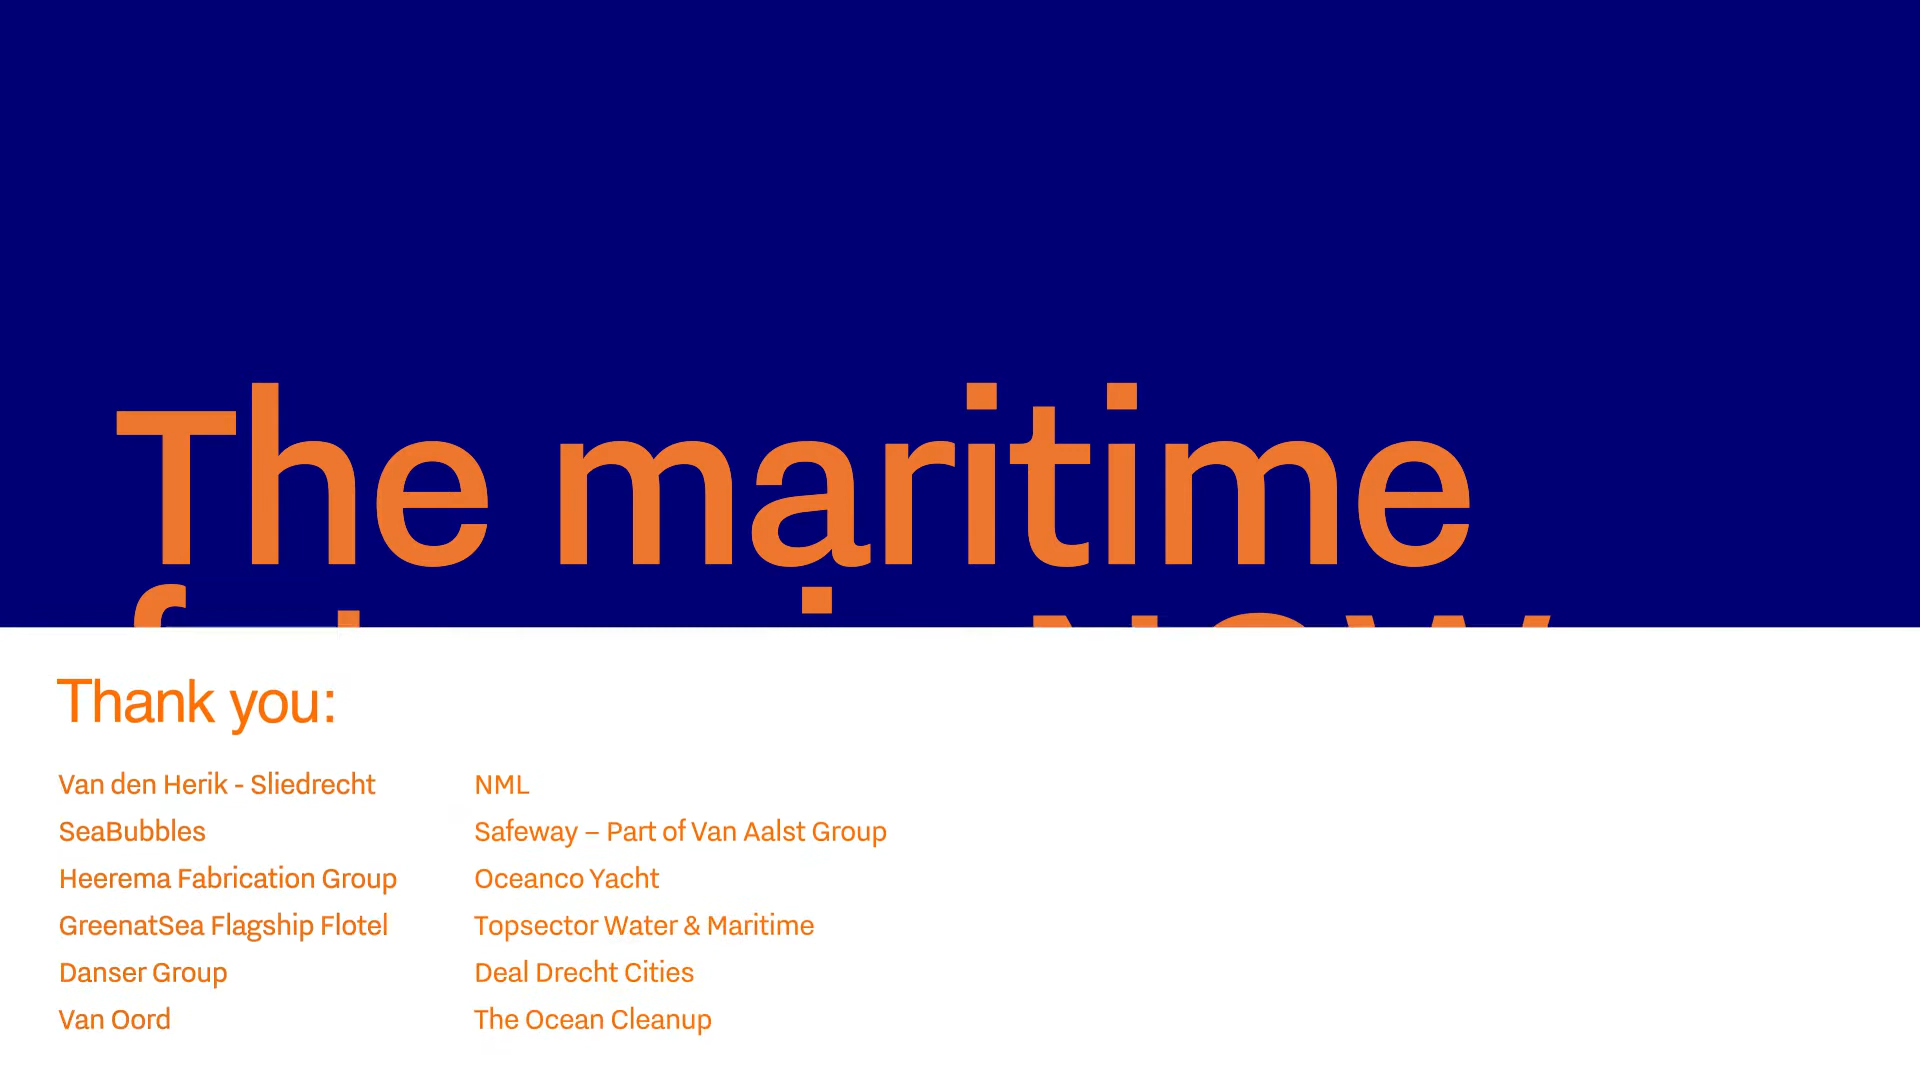 The maritime
Thank you:
Van den Herik - Sliedrecht
SeaBubbles
Heerema Fabrication Group
GreenatSea Flagship Flotel
Danser Group
Van Oord
NML
Safeway – Part of Van Aalst Group
Oceanco Yacht
Topsector Water & Maritime
Deal Drecht Cities
The Ocean Cleanup